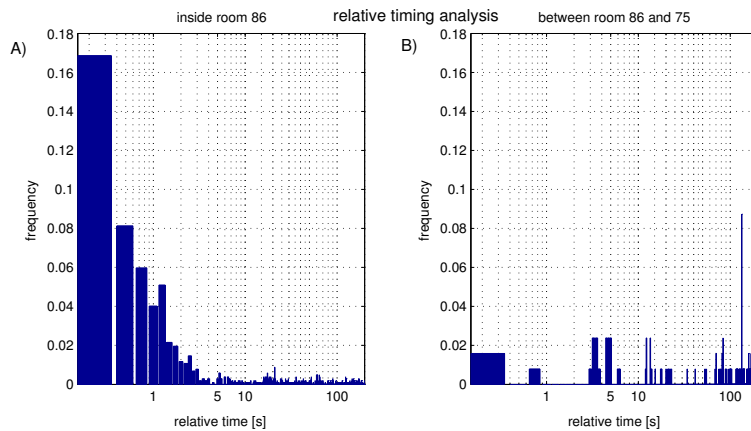 inside room 86 relative timing analysis between room 86 and 75
A)
0.18
0.16
0.14
0.12
0.1
0.08
0.06
0.04
0.02
0
frequency
1 5 10 100
relative time [s]
B)
0.18
0.16
0.14
0.12
0.1
0.08
0.06
0.04
0.02
0
frequency
1 5 10 100
relative time [s]